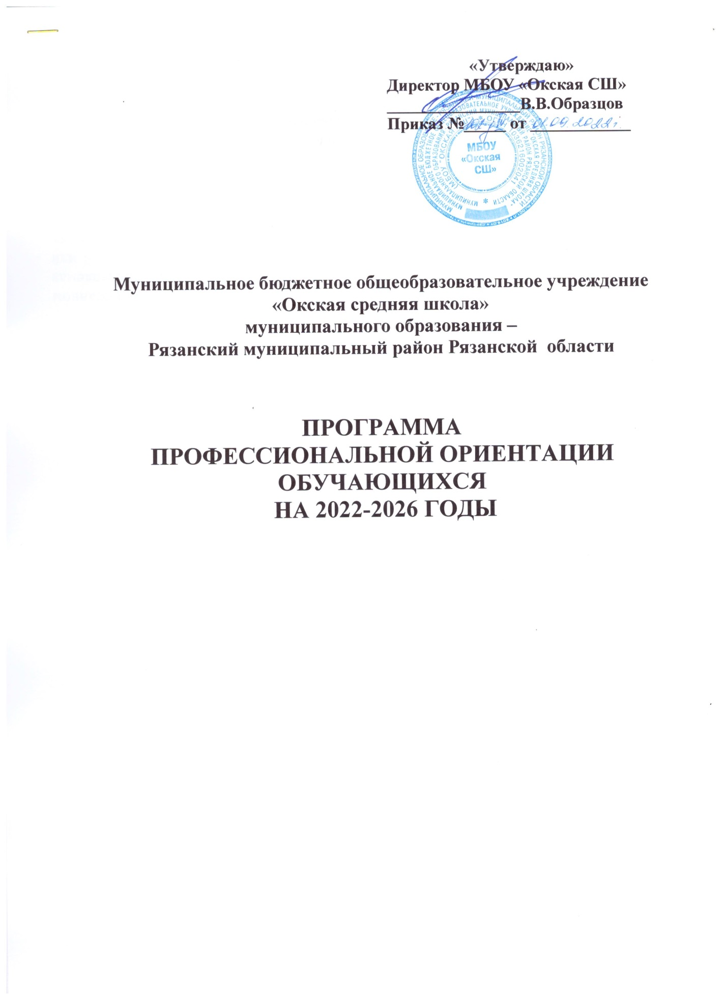 «Утверждаю»
Директор МБОУ «Окская СШ»
В.В.Образцов
Приказ № от 01.09.2022г.
МБОУ
«Окская
СШ»
Муниципальное бюджетное общеобразовательное учреждение
«Окская средняя школа»
муниципального образования –
Рязанский муниципальный район Рязанской области
ПРОГРАММА
ПРОФЕССИОНАЛЬНОЙ ОРИЕНТАЦИИ
ОБУЧАЮЩИХСЯ
НА 2022-2026 ГОДЫ